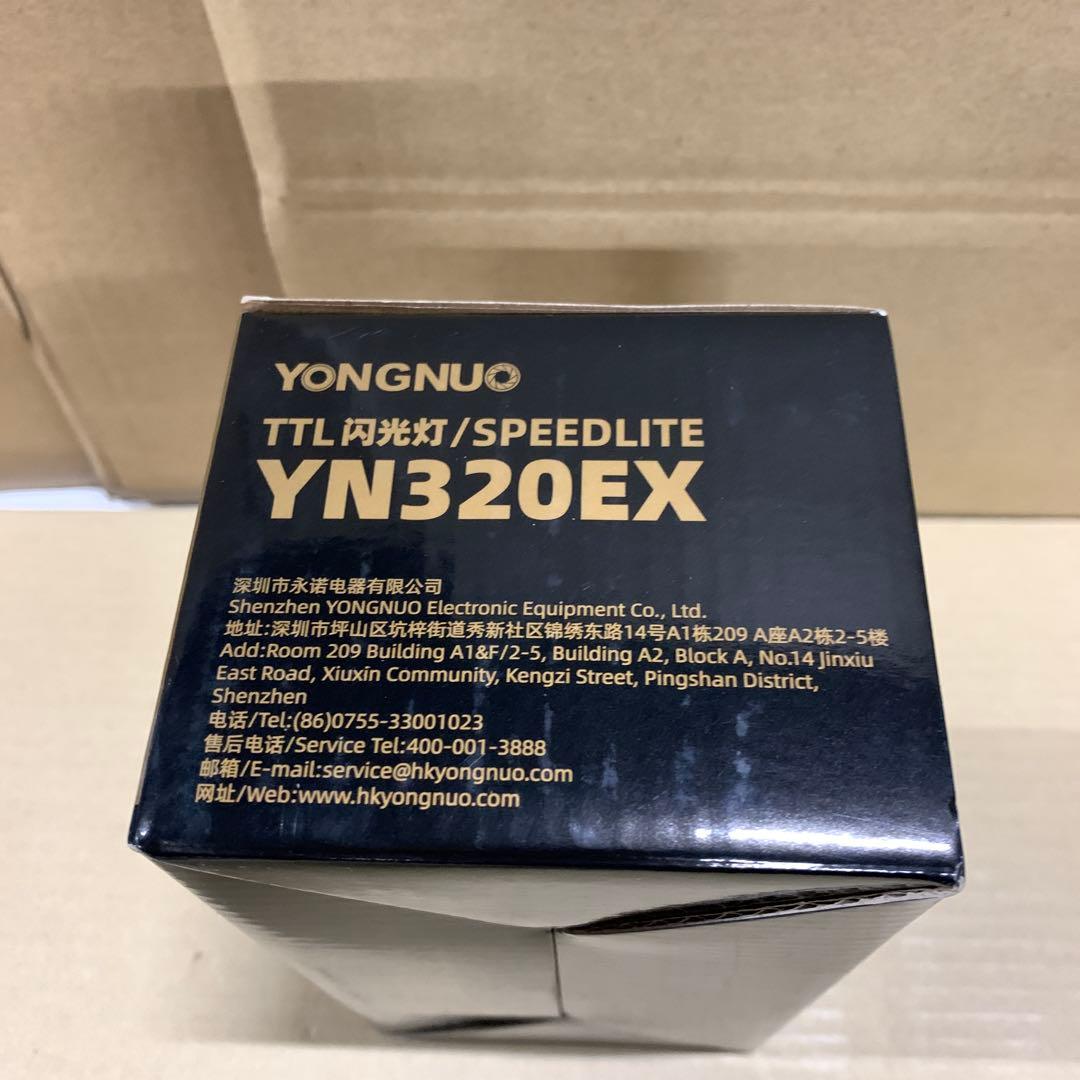 YONGNUO
TTL闪光灯/SPEEDLITE
YN320EX
深圳市永诺电器有限公司
Shenzhen YONGNUO Electronic Equipment Co., Ltd.
地址:深圳市坪山区坑梓街道秀新社区锦绣东路14号A1栋209 A座A2栋2-5楼
Add:Room 209 Building A1&F/2-5, Building A2, Block A, No.14 Jinxiu
East Road, Xiuxin Community, Kengzi Street, Pingshan District,
Shenzhen
电话/Tel:(86)0755-33001023
售后电话/Service Tel:400-001-3888
邮箱/E-mail:service@hkyongnuo.com
网址/Web:www.hkyongnuo.com